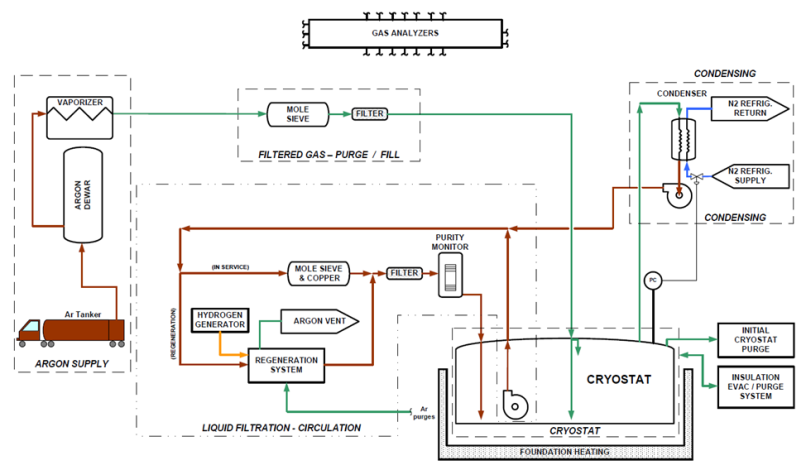 GAS ANALYZERS
CONDENSING
CONDENSER
N2 REFRIG.
RETURN
N2 REFRIG.
SUPPLY
CONDENSING
VAPORIZER
MOLE
SIEVE
FILTER
FILTERED GAS – PURGE / FILL
ARGON
DEWAR
Ar Tanker
ARGON SUPPLY
PURITY
MONITOR
(IN SERVICE)
MOLE SIEVE
& COPPER
FILTER
(REGENERATION)
HYDROGEN
GENERATOR
ARGON VENT
REGENERATION
SYSTEM
Ar
purges
LIQUID FILTRATION - CIRCULATION
PC
CRYOSTAT
CRYOSTAT
FOUNDATION HEATING
INITIAL
CRYOSTAT
PURGE
INSULATION
EVAC / PURGE
SYSTEM